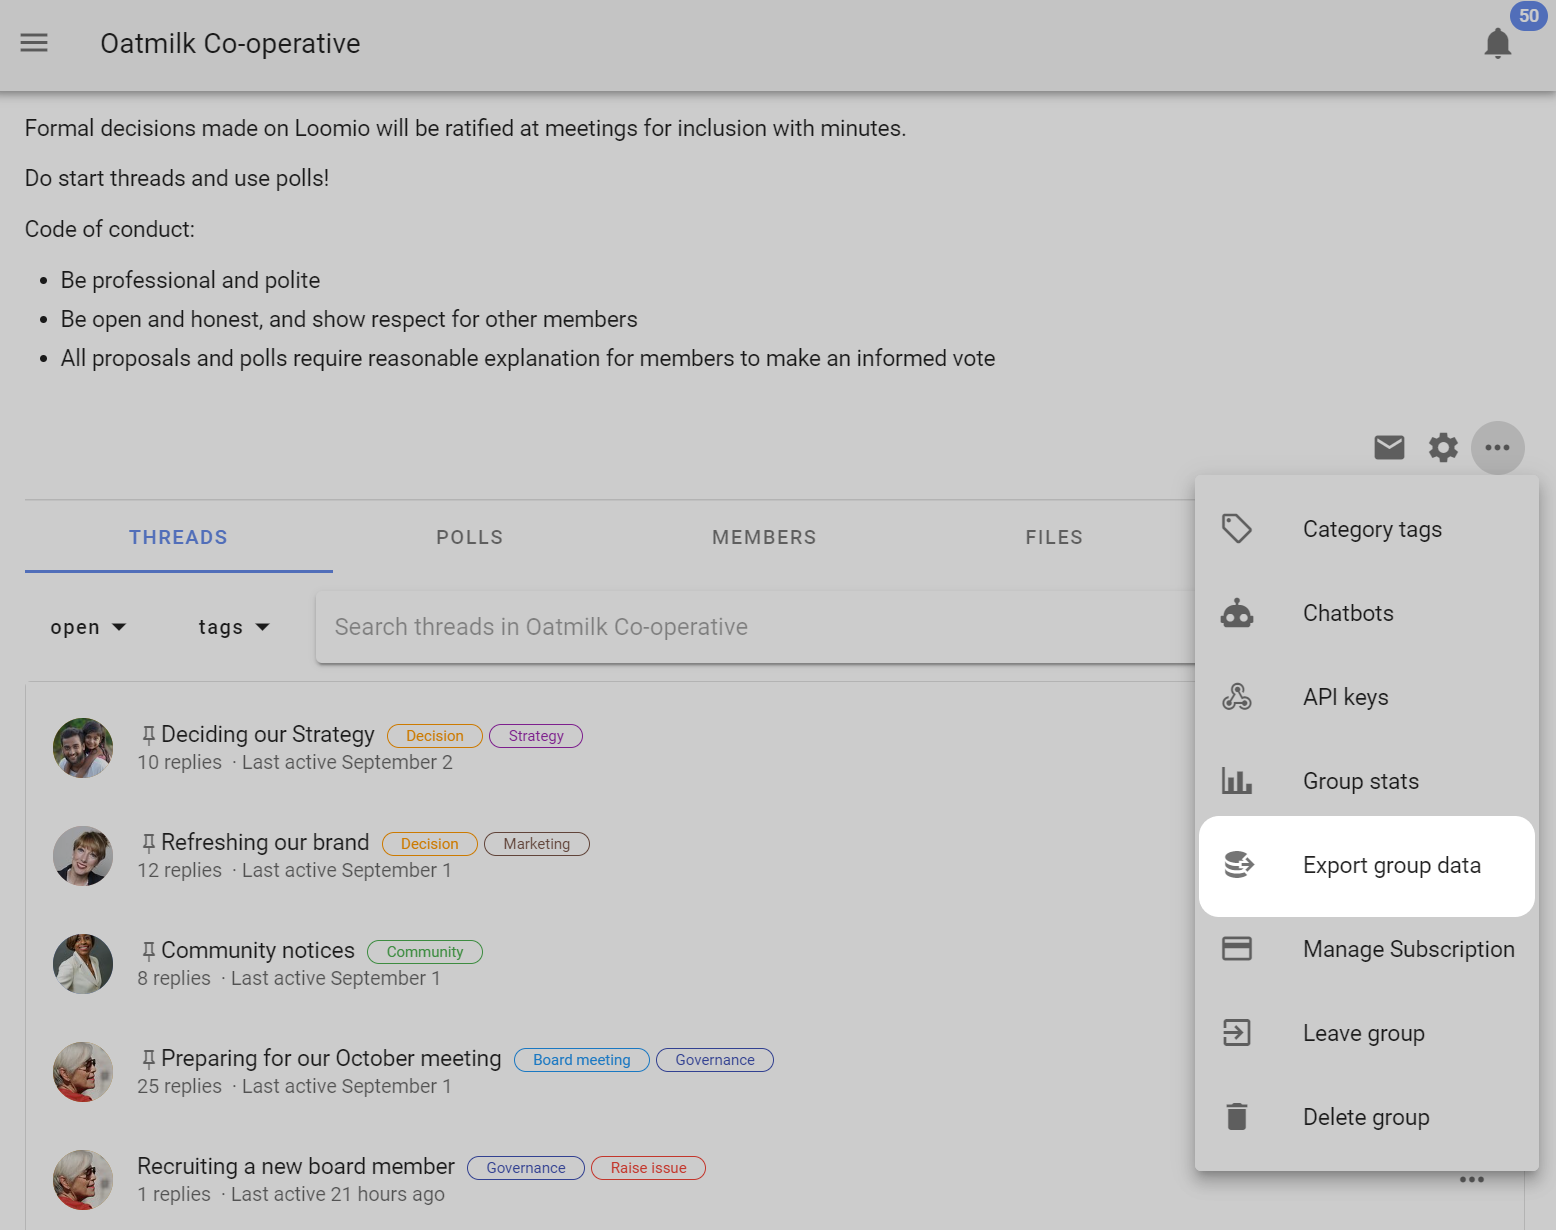 Oatmilk Co-operative
50
Formal decisions made on Loomio will be ratified at meetings for inclusion with minutes.
Do start threads and use polls!
Code of conduct:
• Be professional and polite
• Be open and honest, and show respect for other members
• All proposals and polls require reasonable explanation for members to make an informed vote
THREADS POLLS MEMBERS FILES
open tags Search threads in Oatmilk Co-operative
Deciding our Strategy Decision Strategy
10 replies · Last active September 2
Refreshing our brand Decision Marketing
12 replies · Last active September 1
Community notices Community
8 replies · Last active September 1
Preparing for our October meeting Board meeting Governance
25 replies · Last active September 1
Recruiting a new board member Governance Raise issue
1 replies · Last active 21 hours ago
Category tags
Chatbots
API keys
Group stats
Export group data
Manage Subscription
Leave group
Delete group